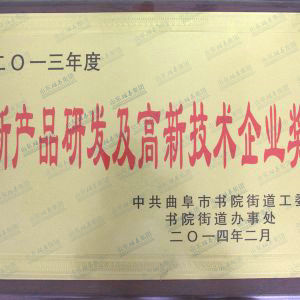 二〇一三年度
新产品研发及高新技术企业奖
中共曲阜市书院街道工委
书院街道办事处
二〇一四年二月